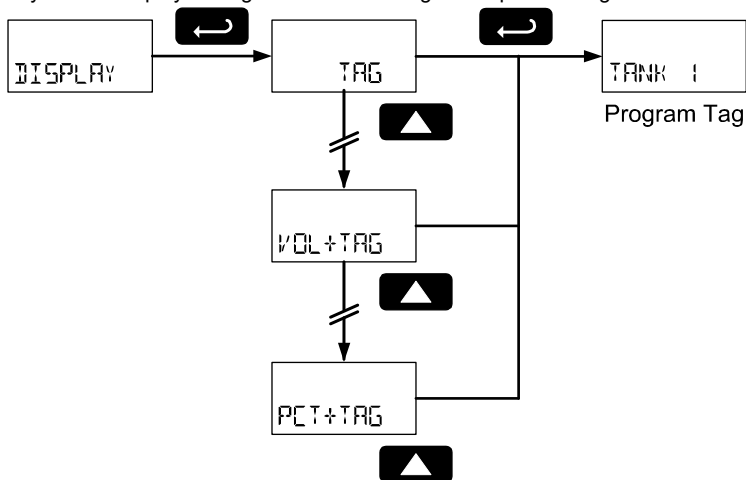 DISPLAY
TAG
TANK 1
Program Tag
VOL+TAG
PCT+TAG